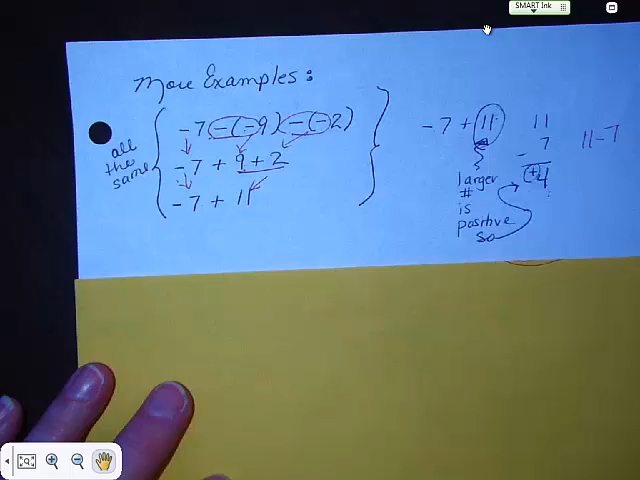 SMART Ink
More Examples:
all the same
-7 -(-9) -(-2)
-7 + 9 + 2
-7 + 11
-7 + 11
larger
#
is
positive
so
11
- 7
(+)4
11-7